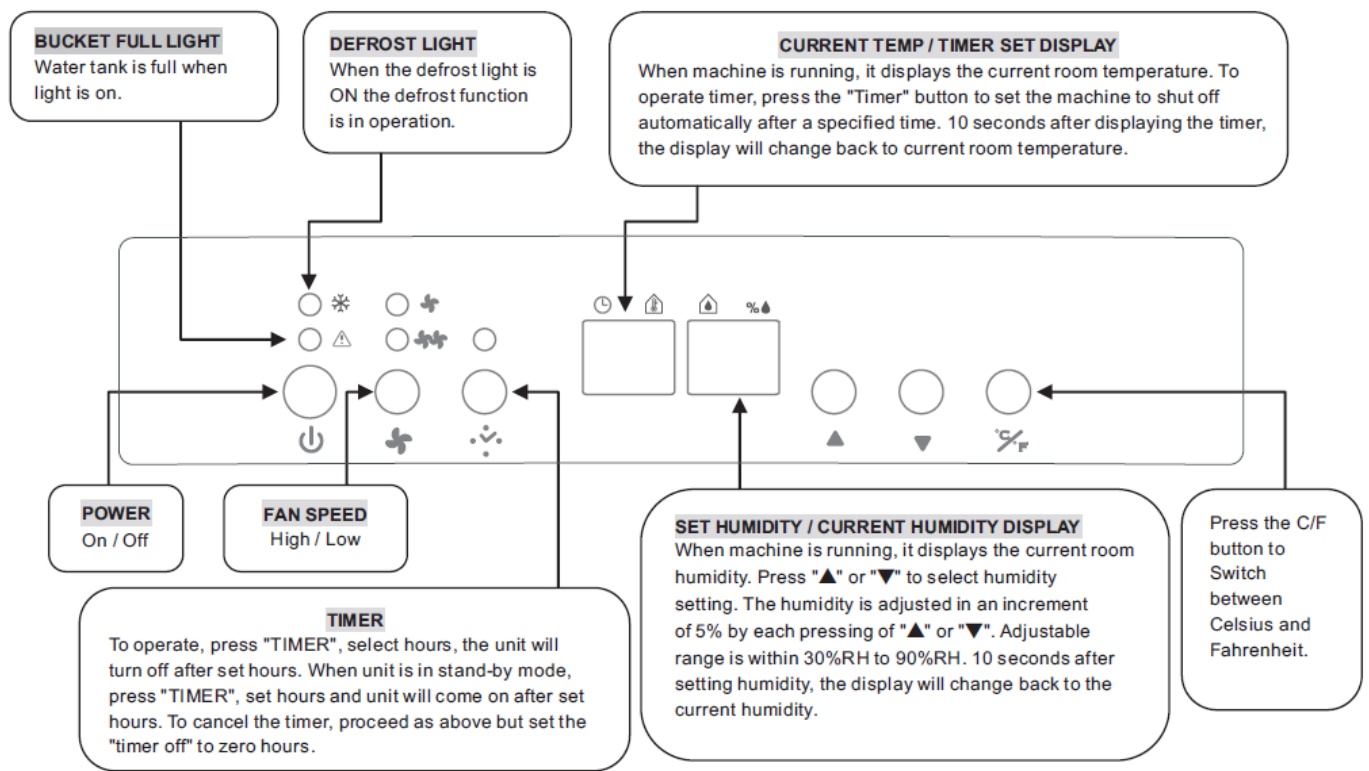 BUCKET FULL LIGHT
Water tank is full when
light is on.
DEFROST LIGHT
When the defrost light is
ON the defrost function
is in operation.
CURRENT TEMP / TIMER SET DISPLAY
When machine is running, it displays the current room temperature. To
operate timer, press the "Timer" button to set the machine to shut off
automatically after a specified time. 10 seconds after displaying the timer,
the display will change back to current room temperature.
%
°C/°F
POWER
On / Off
FAN SPEED
High / Low
TIMER
To operate, press "TIMER", select hours, the unit will
turn off after set hours. When unit is in stand-by mode,
press "TIMER", set hours and unit will come on after set
hours. To cancel the timer, proceed as above but set the
"timer off" to zero hours.
SET HUMIDITY / CURRENT HUMIDITY DISPLAY
When machine is running, it displays the current room
humidity. Press "▲" or "▼" to select humidity
setting. The humidity is adjusted in an increment
of 5% by each pressing of "▲" or "▼". Adjustable
range is within 30%RH to 90%RH. 10 seconds after
setting humidity, the display will change back to the
current humidity.
Press the C/F
button to
Switch
between
Celsius and
Fahrenheit.